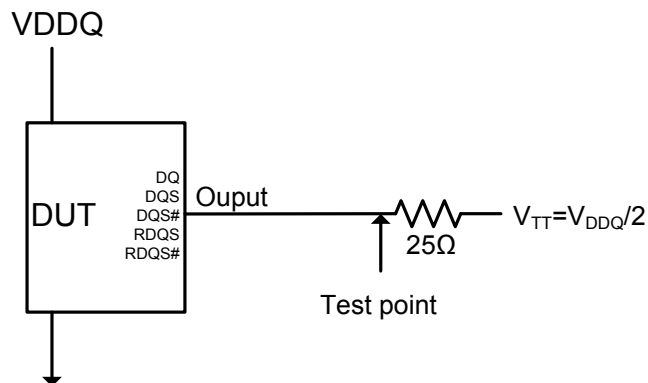 VDDQ
DUT
DQ
DQS
DQS#
RDQS
RDQS#
Ouput
25Ω
V_TT=V_DDQ/2
Test point